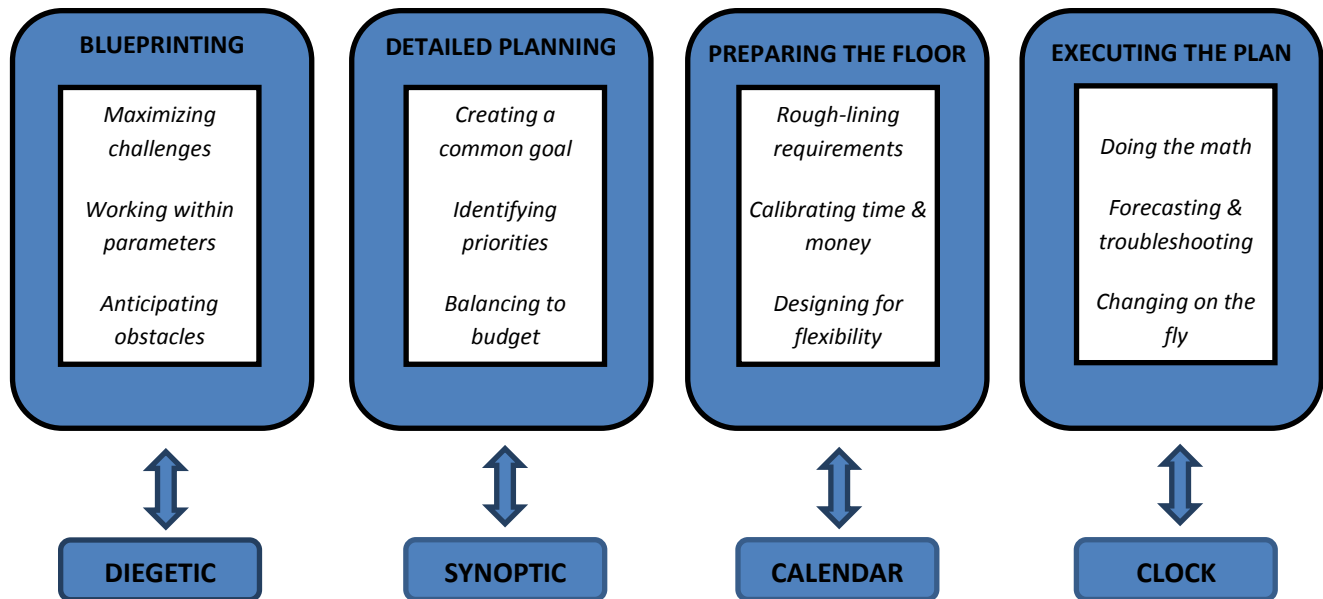 BLUEPRINTING
Maximizing
challenges
Working within
parameters
Anticipating
obstacles
DETAILED PLANNING
Creating a
common goal
Identifying
priorities
Balancing to
budget
PREPARING THE FLOOR
Rough-lining
requirements
Calibrating time &
money
Designing for
flexibility
EXECUTING THE PLAN
Doing the math
Forecasting &
troubleshooting
Changing on the
fly
DIEGETIC
SYNOPTIC
CALENDAR
CLOCK